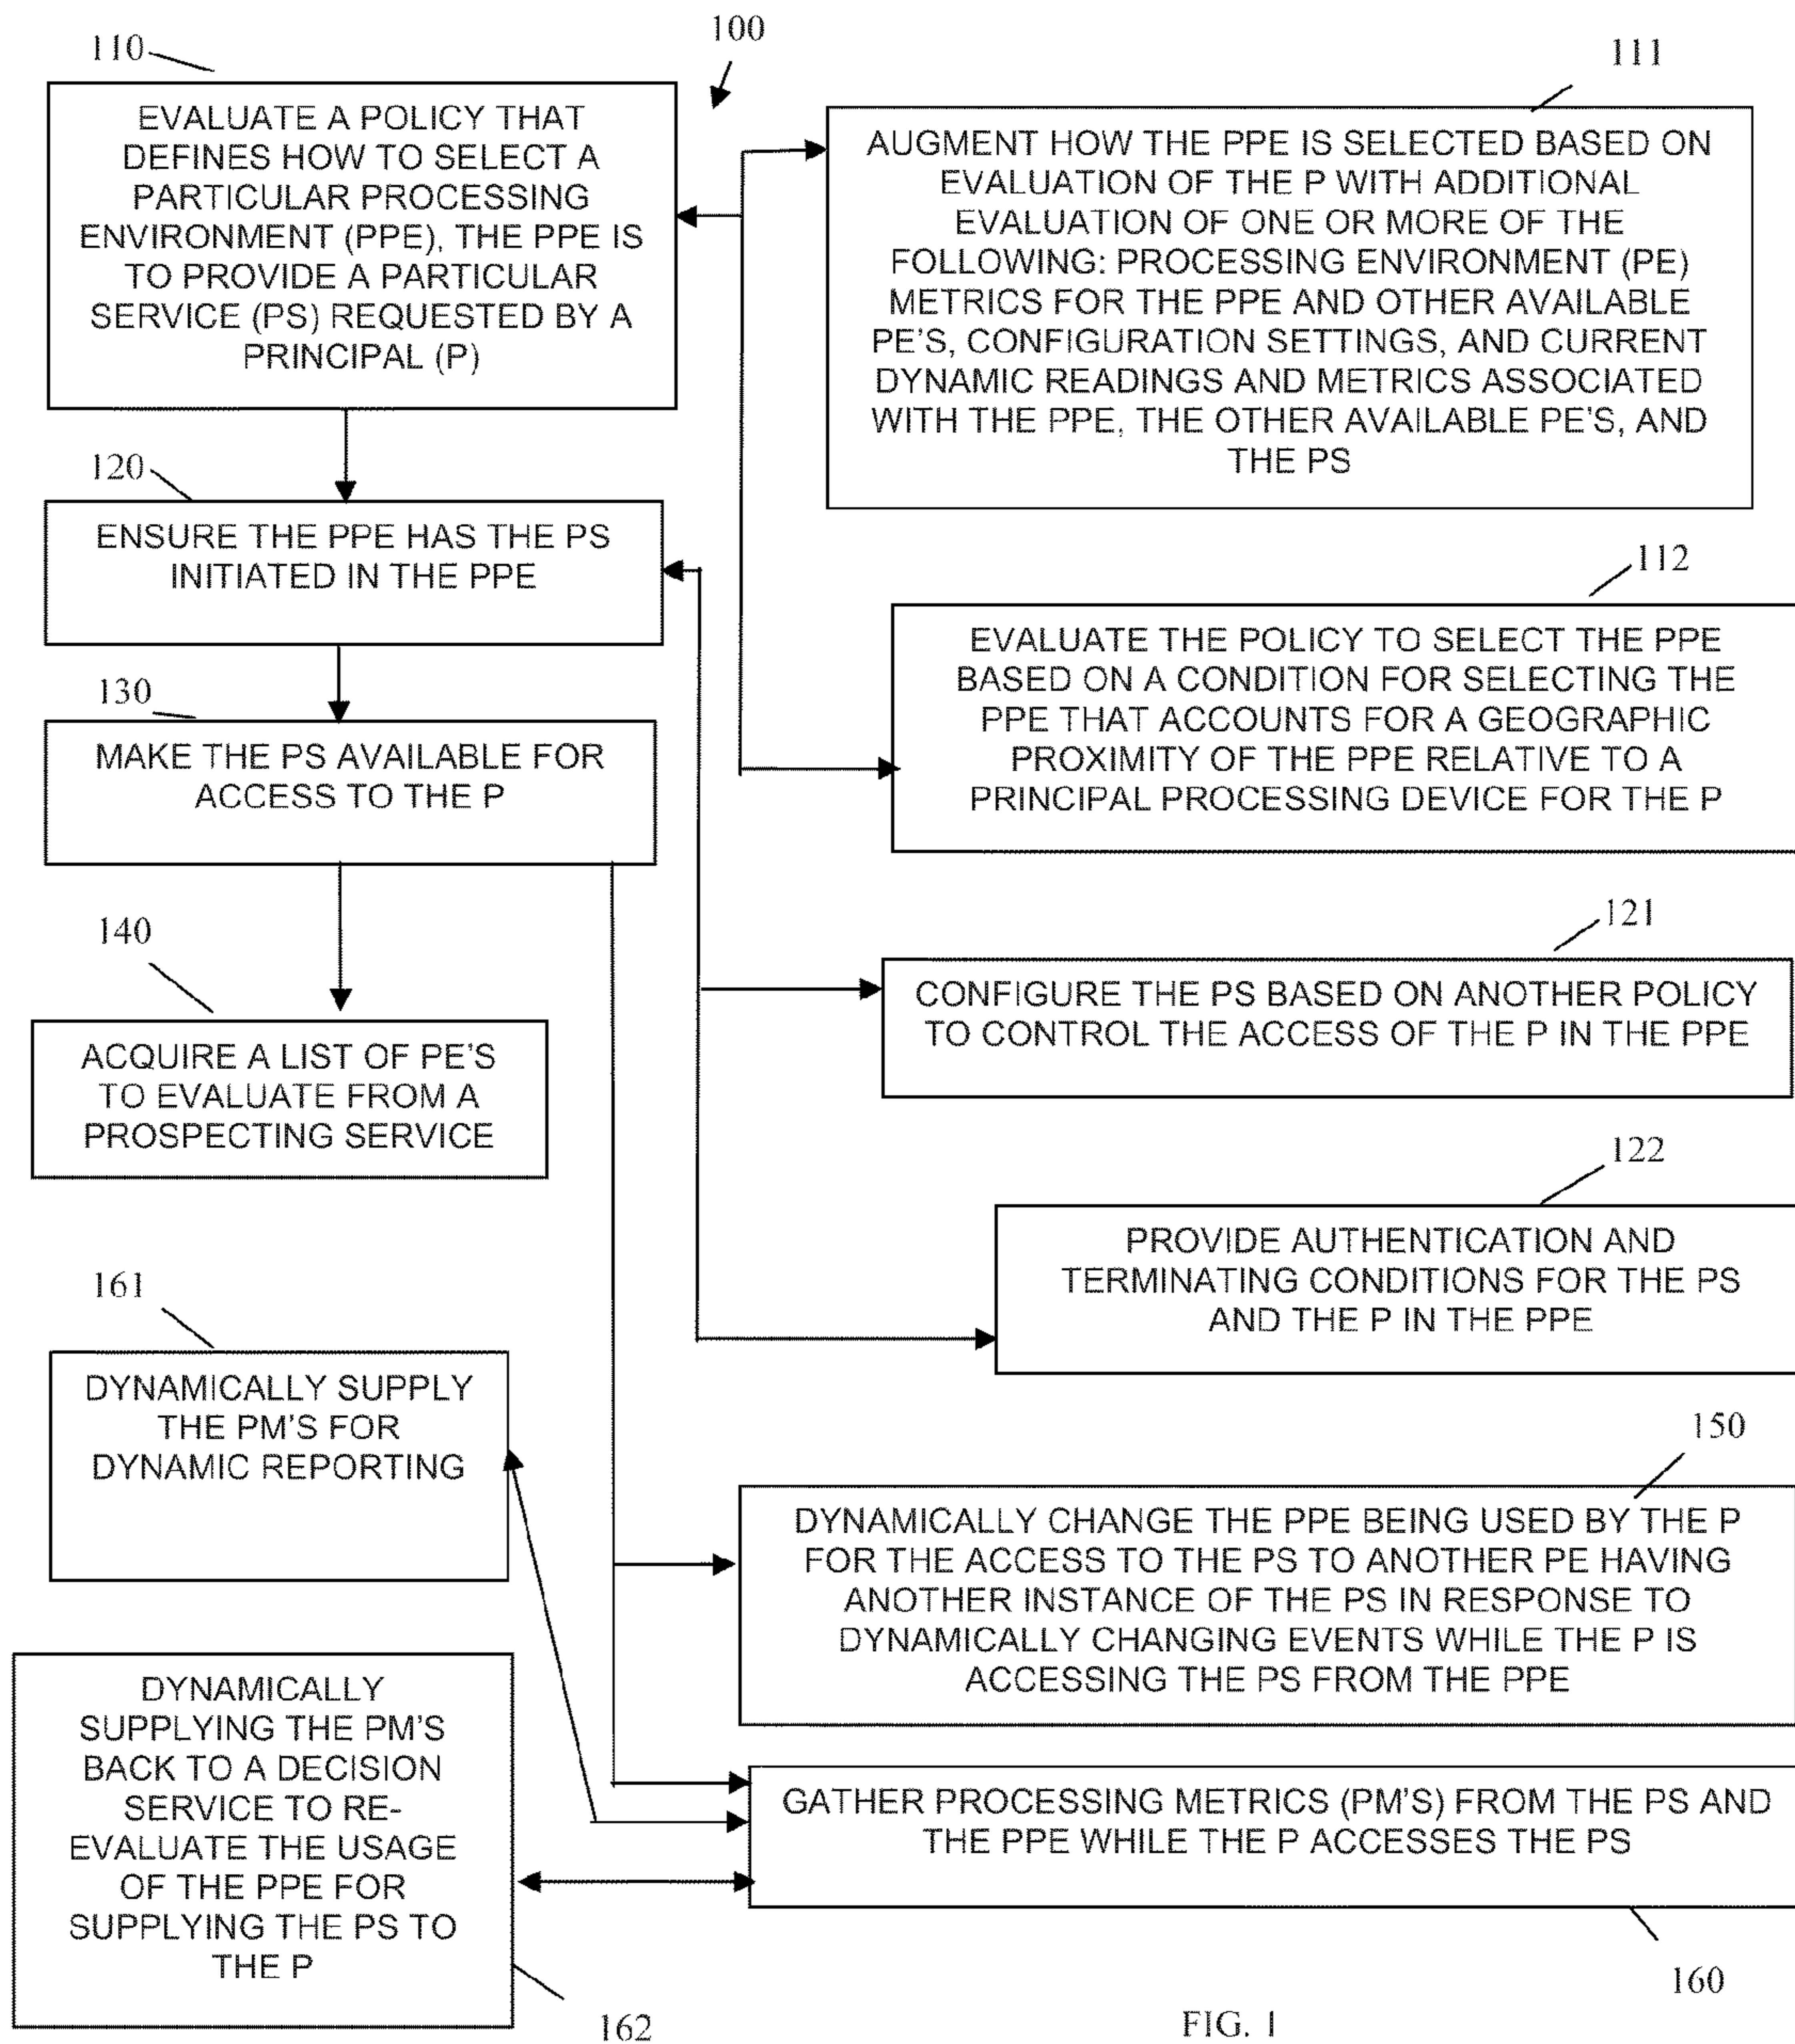 100
110
EVALUATE A POLICY THAT
DEFINES HOW TO SELECT A
PARTICULAR PROCESSING
ENVIRONMENT (PPE), THE PPE IS
TO PROVIDE A PARTICULAR
SERVICE (PS) REQUESTED BY A
PRINCIPAL (P)
111
AUGMENT HOW THE PPE IS SELECTED BASED ON
EVALUATION OF THE P WITH ADDITIONAL
EVALUATION OF ONE OR MORE OF THE
FOLLOWING: PROCESSING ENVIRONMENT (PE)
METRICS FOR THE PPE AND OTHER AVAILABLE
PE'S, CONFIGURATION SETTINGS, AND CURRENT
DYNAMIC READINGS AND METRICS ASSOCIATED
WITH THE PPE, THE OTHER AVAILABLE PE'S, AND
THE PS
120
ENSURE THE PPE HAS THE PS
INITIATED IN THE PPE
112
EVALUATE THE POLICY TO SELECT THE PPE
BASED ON A CONDITION FOR SELECTING THE
PPE THAT ACCOUNTS FOR A GEOGRAPHIC
PROXIMITY OF THE PPE RELATIVE TO A
PRINCIPAL PROCESSING DEVICE FOR THE P
130
MAKE THE PS AVAILABLE FOR
ACCESS TO THE P
121
CONFIGURE THE PS BASED ON ANOTHER POLICY
TO CONTROL THE ACCESS OF THE P IN THE PPE
140
ACQUIRE A LIST OF PE'S
TO EVALUATE FROM A
PROSPECTING SERVICE
122
PROVIDE AUTHENTICATION AND
TERMINATING CONDITIONS FOR THE PS
AND THE P IN THE PPE
161
DYNAMICALLY SUPPLY
THE PM'S FOR
DYNAMIC REPORTING
150
DYNAMICALLY CHANGE THE PPE BEING USED BY THE P
FOR THE ACCESS TO THE PS TO ANOTHER PE HAVING
ANOTHER INSTANCE OF THE PS IN RESPONSE TO
DYNAMICALLY CHANGING EVENTS WHILE THE P IS
ACCESSING THE PS FROM THE PPE
DYNAMICALLY
SUPPLYING THE PM'S
BACK TO A DECISION
SERVICE TO RE-
EVALUATE THE USAGE
OF THE PPE FOR
SUPPLYING THE PS TO
THE P
162
GATHER PROCESSING METRICS (PM'S) FROM THE PS AND
THE PPE WHILE THE P ACCESSES THE PS
160
FIG. 1